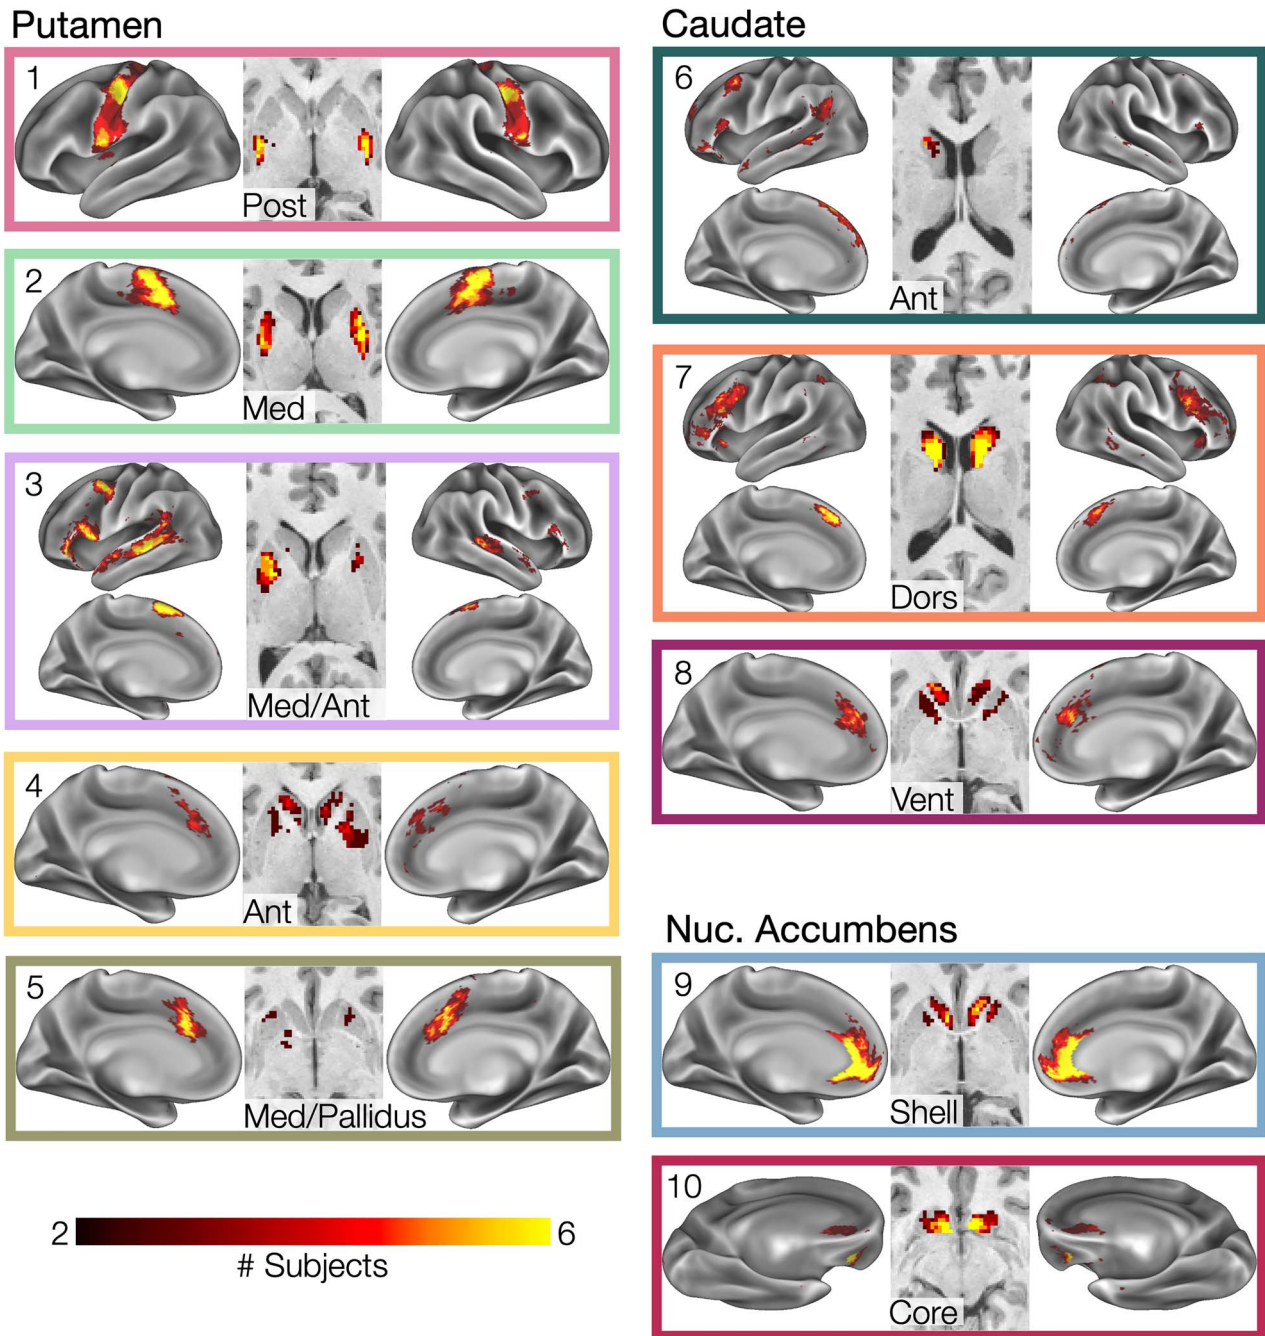 Putamen
1
Post
2
Med
3
Med/Ant
4
Ant
5
Med/Pallidus
2
6
# Subjects
Caudate
6
Ant
7
Dors
8
Vent
Nuc. Accumbens
9
Shell
10
Core